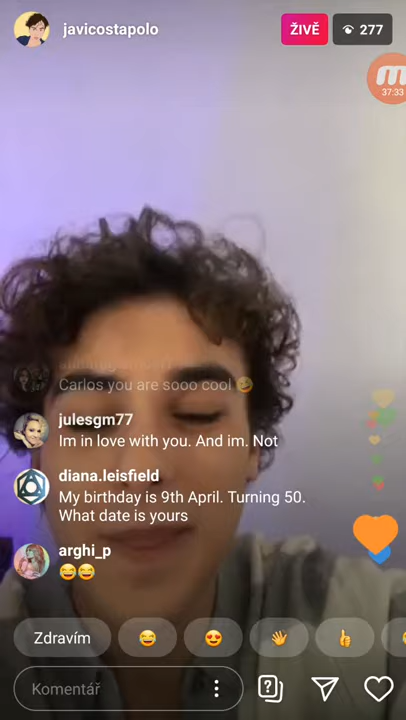 javicostapolo
ŽIVĚ
277
37:33
Carlos you are sooo cool 🤣
julesgm77
Im in love with you. And im. Not
diana.leisfield
My birthday is 9th April. Turning 50.
What date is yours
arghi_p
😂😂
Zdravím 😂 😍 👋 👍
Komentář